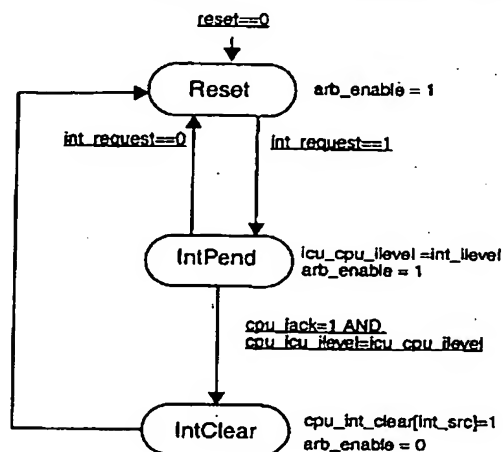 reset==0
Reset
arb_enable = 1
int_request==0
int_request==1
IntPend
icu_cpu_ilevel =int_ilevel
arb_enable = 1
cpu_iack=1 AND
cpu_icu_ilevel=icu_cpu_ilevel
IntClear
cpu_int_clear[int_src]=1
arb_enable = 0